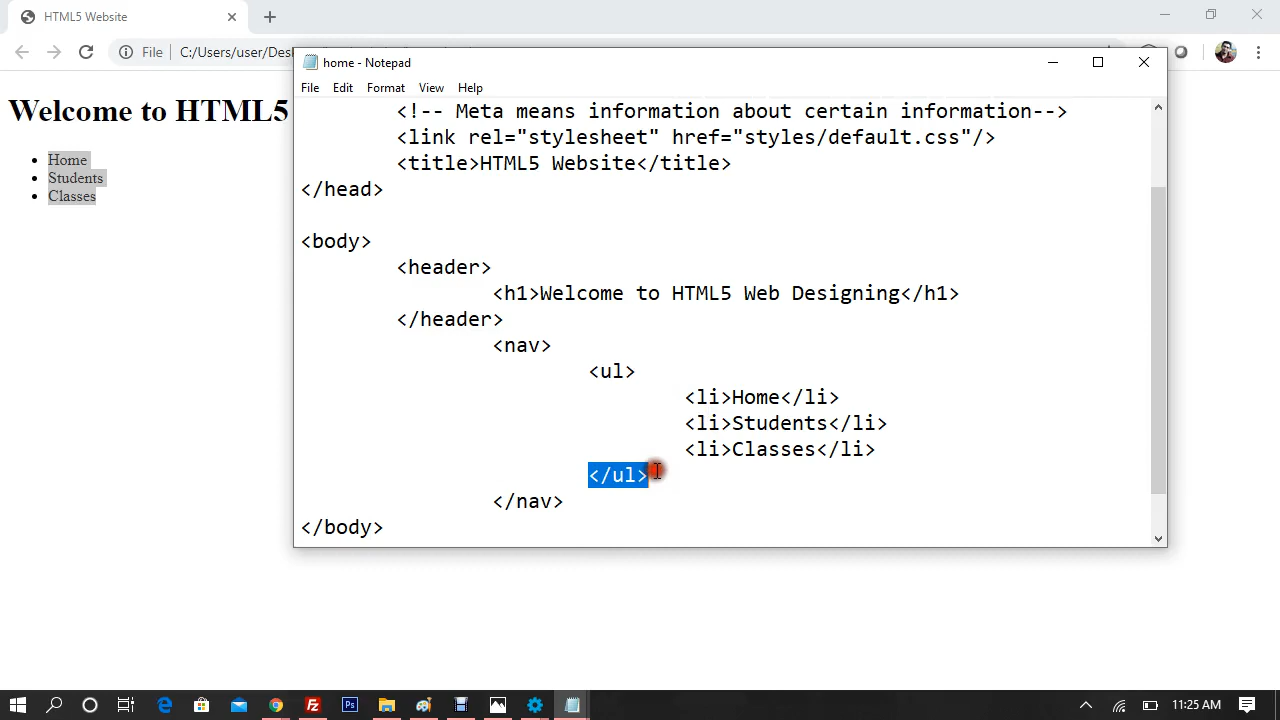 HTML5 Website
File
C:/Users/user/Des
home - Notepad
File Edit Format View Help
Welcome to HTML5
Home
Students
Classes
<!-- Meta means information about certain information-->
<link rel="stylesheet" href="styles/default.css"/>
<title>HTML5 Website</title>
</head>
<body>
<header>
<h1>Welcome to HTML5 Web Designing</h1>
</header>
<nav>
<ul>
<li>Home</li>
<li>Students</li>
<li>Classes</li>
</ul>
</nav>
</body>
Fz
Ps
11:25 AM